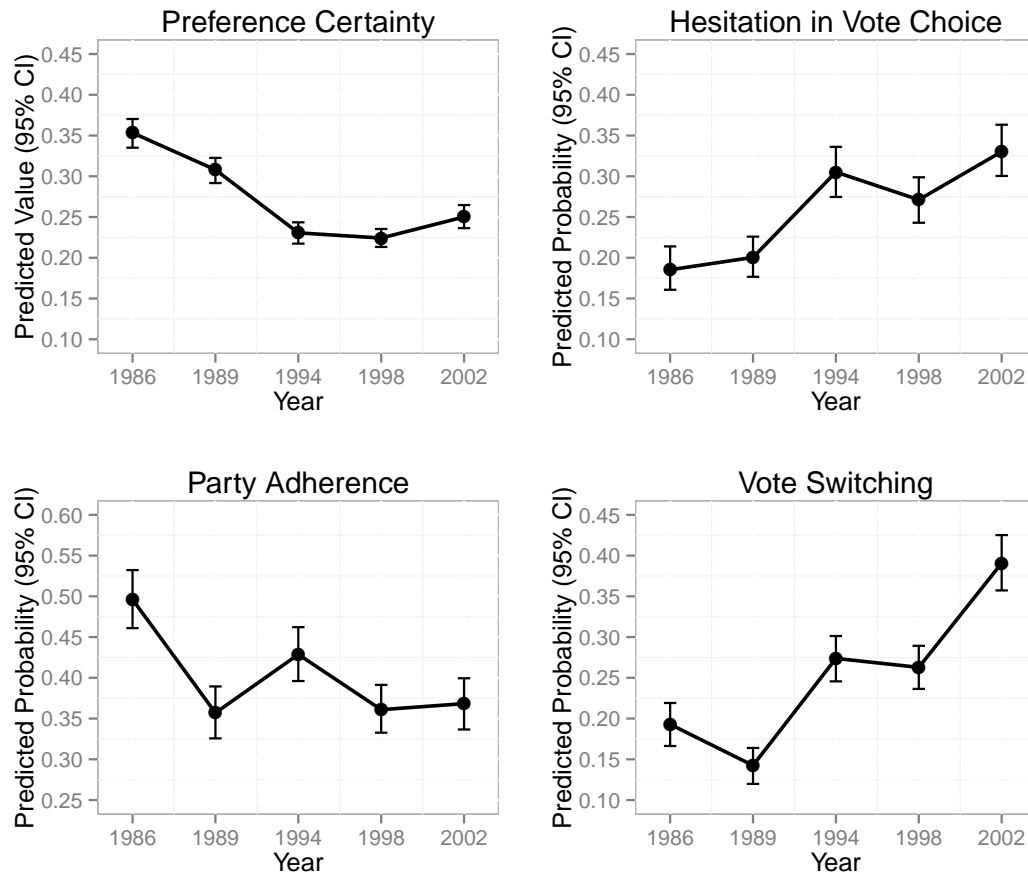 Preference Certainty
Predicted Value (95% CI)
0.45
0.40
0.35
0.30
0.25
0.20
0.15
0.10
1986 1989 1994 1998 2002
Year
Hesitation in Vote Choice
Predicted Probability (95% CI)
0.45
0.40
0.35
0.30
0.25
0.20
0.15
0.10
1986 1989 1994 1998 2002
Year
Party Adherence
Predicted Probability (95% CI)
0.60
0.55
0.50
0.45
0.40
0.35
0.30
0.25
1986 1989 1994 1998 2002
Year
Vote Switching
Predicted Probability (95% CI)
0.45
0.40
0.35
0.30
0.25
0.20
0.15
0.10
1986 1989 1994 1998 2002
Year